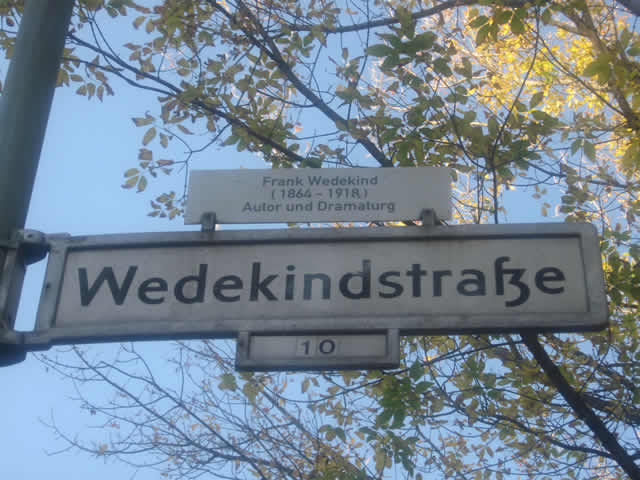 Frank Wedekind
(1864 - 1918)
Autor und Dramaturg
Wedekindstraße
10